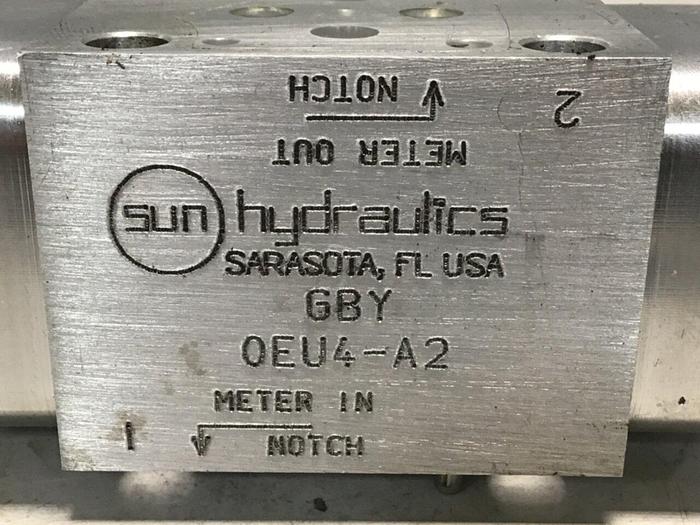 NOTCH
2
METER OUT
sun hydraulics
SARASOTA, FL USA
GBY
OEU4-A2
METER IN
1
NOTCH